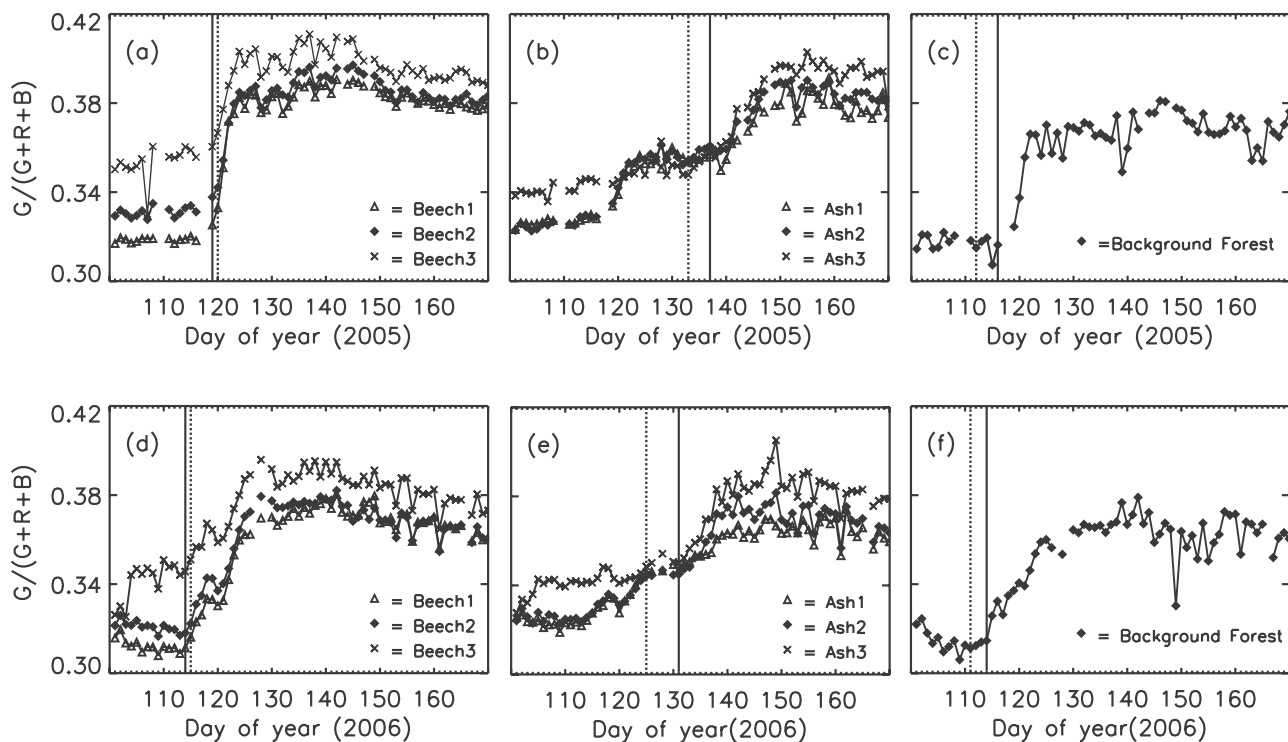 G/(G+R+B)
0.42
0.38
0.34
0.30
(a)
△ = Beech1
◆ = Beech2
× = Beech3
110 120 130 140 150 160
Day of year (2005)
(b)
△ = Ash1
◆ = Ash2
× = Ash3
110 120 130 140 150 160
Day of year (2005)
(c)
◆ =Background Forest
110 120 130 140 150 160
Day of year (2005)
G/(G+R+B)
0.42
0.38
0.34
0.30
(d)
△ = Beech1
◆ = Beech2
× = Beech3
110 120 130 140 150 160
Day of year (2006)
(e)
△ = Ash1
◆ = Ash2
× = Ash3
110 120 130 140 150 160
Day of year(2006)
(f)
◆ = Background Forest
110 120 130 140 150 160
Day of year(2006)